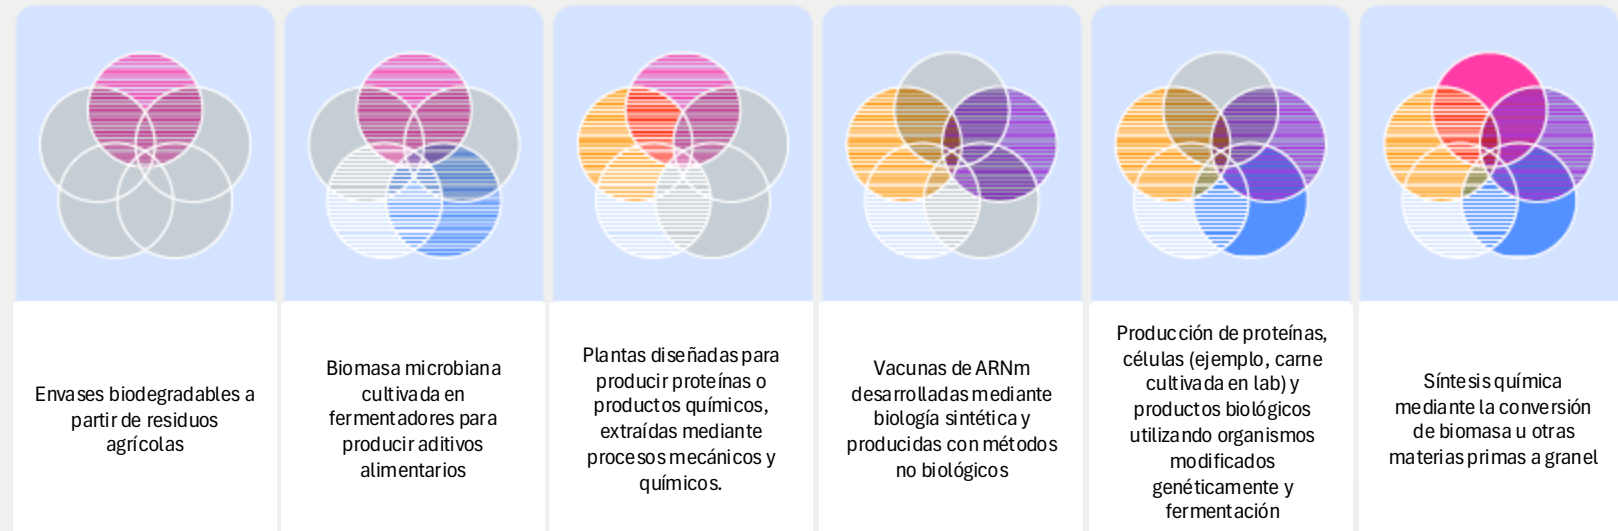 Envases biodegradables a
partir de residuos
agrícolas
Biomasa microbiana
cultivada en
fermentadores para
producir aditivos
alimentarios
Plantas diseñadas para
producir proteínas o
productos químicos,
extraídas mediante
procesos mecánicos y
químicos.
Vacunas de ARNm
desarrolladas mediante
biología sintética y
producidas con métodos
no biológicos
Producción de proteínas,
células (ejemplo, carne
cultivada en lab) y
productos biológicos
utilizando organismos
modificados
genéticamente y
fermentación
Síntesis química
mediante la conversión
de biomasa u otras
materias primas a granel